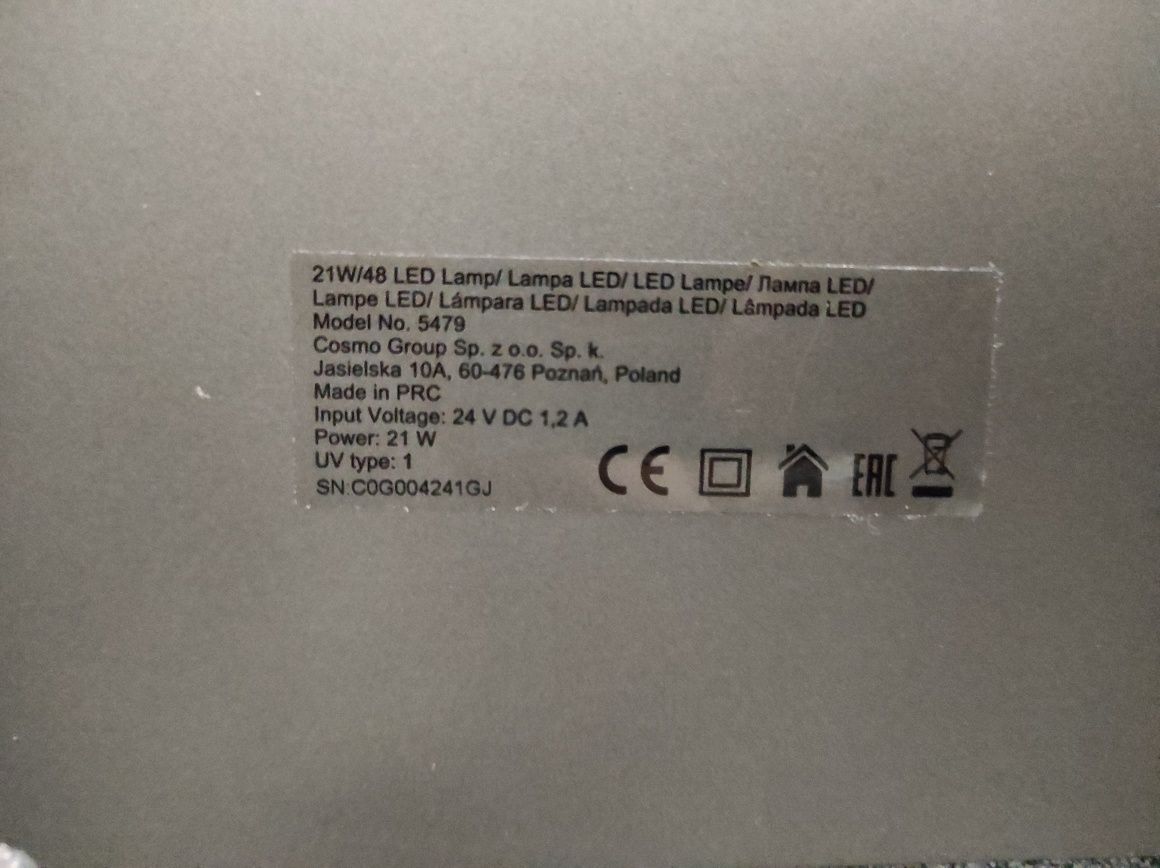 21W/48 LED Lamp/ Lampa LED/ LED Lampe/ Лампа LED/
Lampe LED/ Lámpara LED/ Lampada LED/ Lâmpada LED
Model No. 5479
Cosmo Group Sp. z o.o. Sp. k.
Jasielska 10A, 60-476 Poznań, Poland
Made in PRC
Input Voltage: 24 V DC 1,2 A
Power: 21 W
UV type: 1
SN:C0G004241GJ
CE EAC